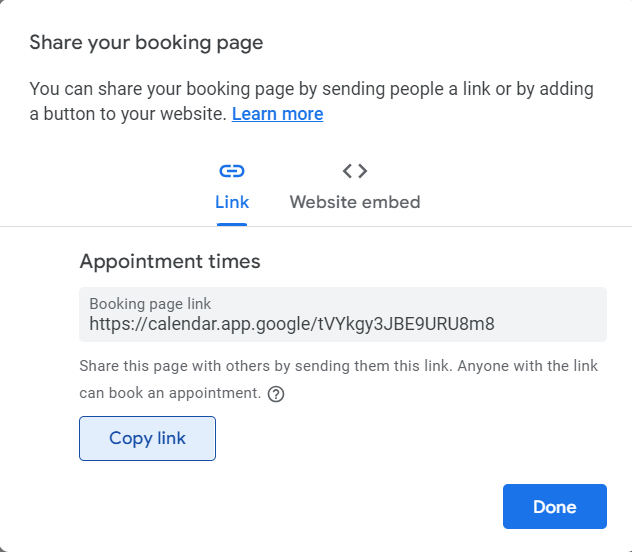 Share your booking page
You can share your booking page by sending people a link or by adding
a button to your website. Learn more
Link
Website embed
Appointment times
Booking page link
https://calendar.app.google/tVYkgy3JBE9URU8m8
Share this page with others by sending them this link. Anyone with the link
can book an appointment.
Copy link
Done